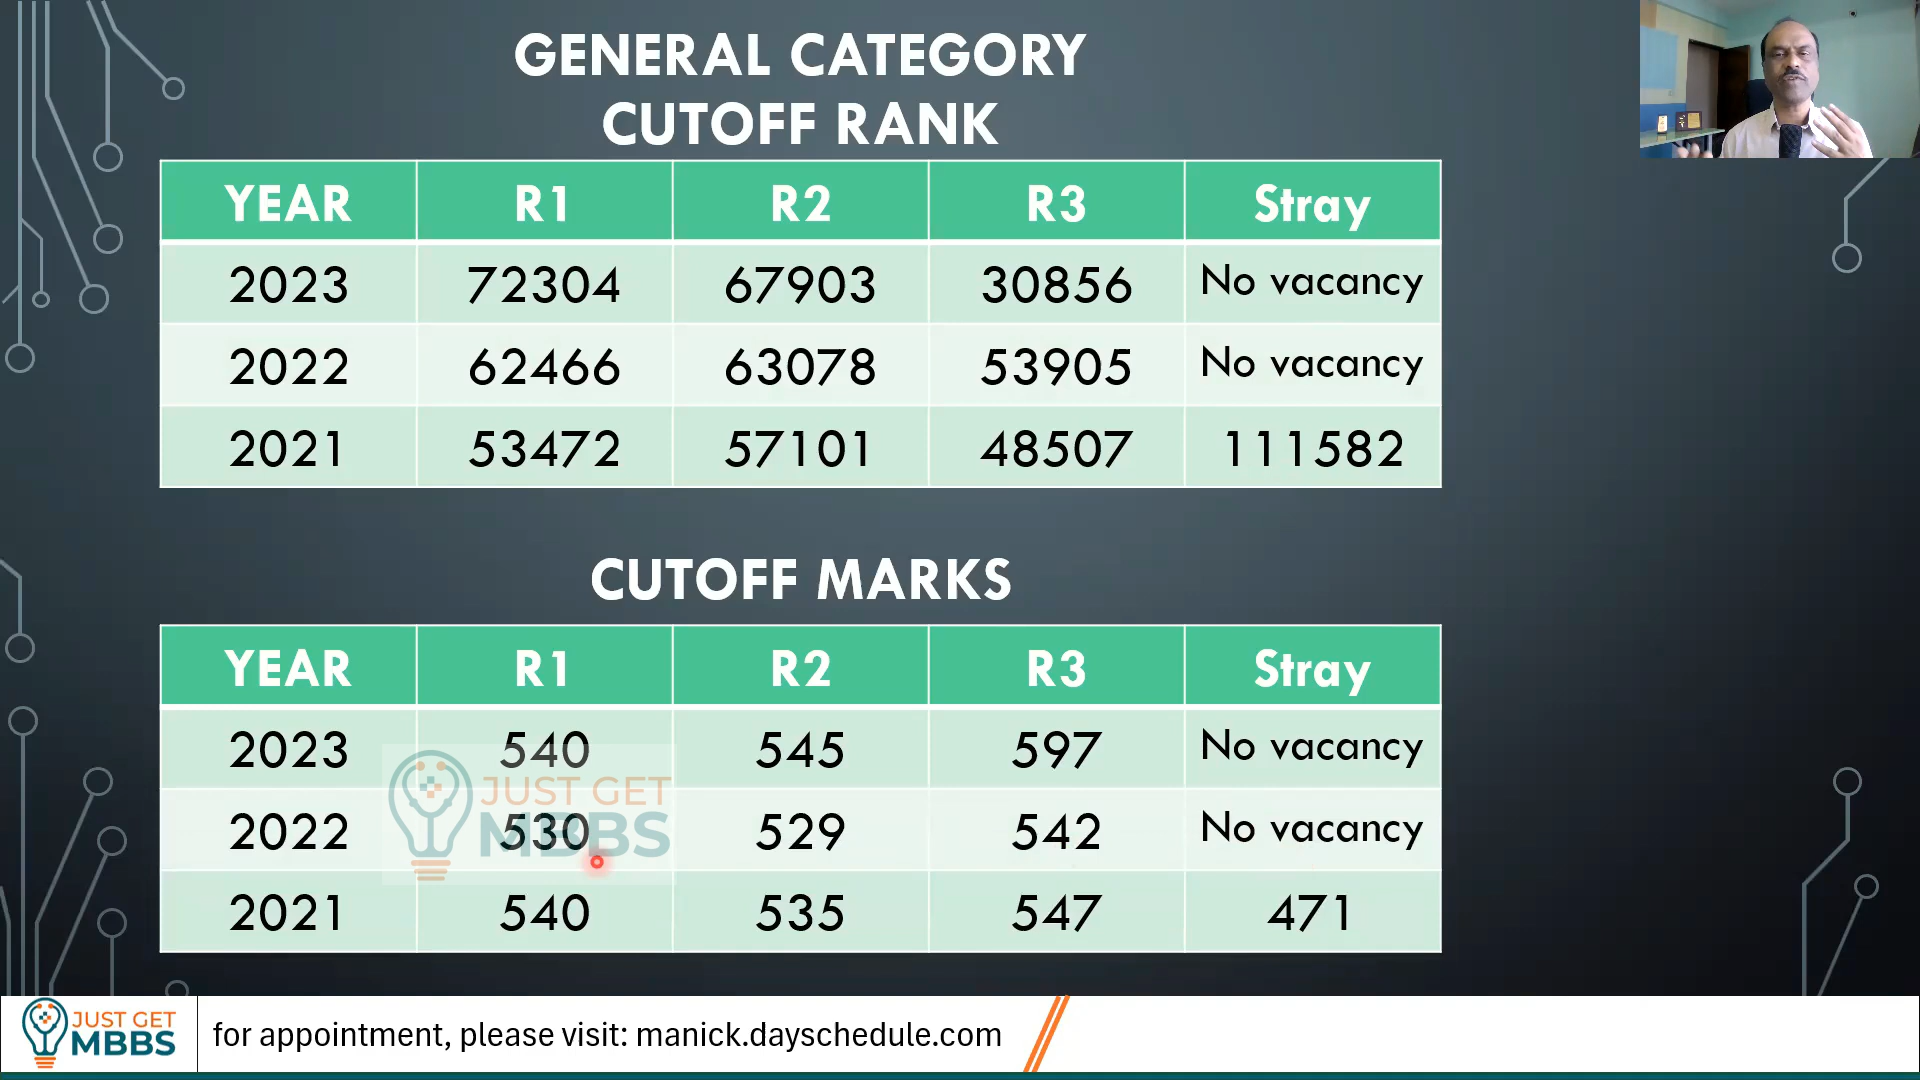 GENERAL CATEGORY
CUTOFF RANK
YEAR R1 R2 R3 Stray
2023 72304 67903 30856 No vacancy
2022 62466 63078 53905 No vacancy
2021 53472 57101 48507 111582
CUTOFF MARKS
YEAR R1 R2 R3 Stray
2023 540 545 597 No vacancy
JUST GET
MBBS
2022 530 529 542 No vacancy
2021 540 535 547 471
JUST GET
MBBS
for appointment, please visit: manick.dayschedule.com